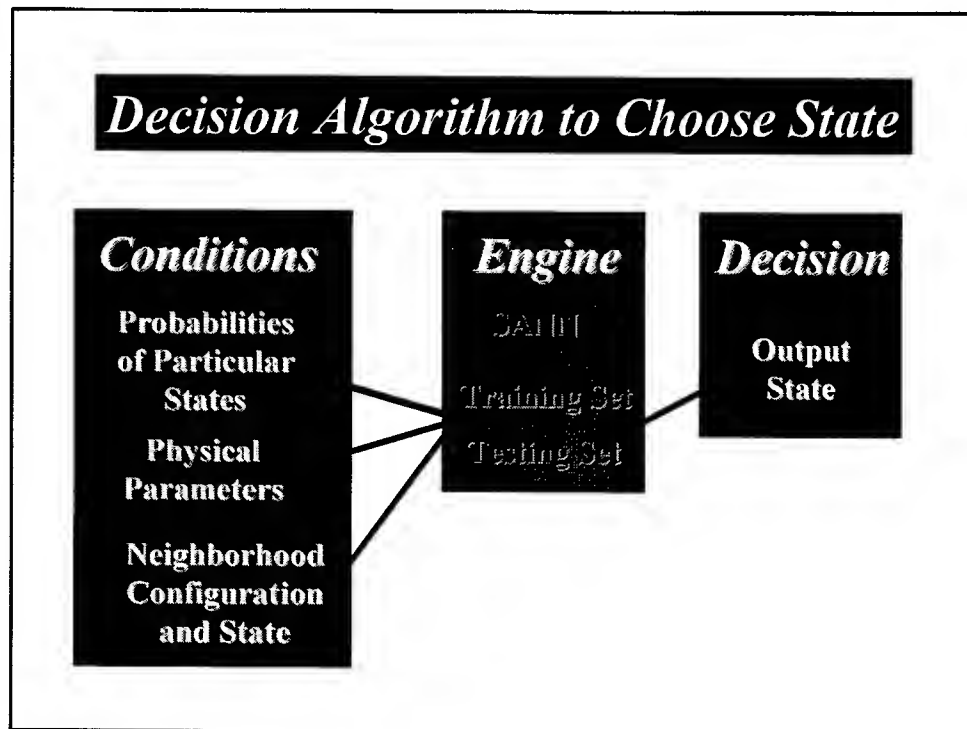 Decision Algorithm to Choose State
Conditions
Probabilities
of Particular
States
Physical
Parameters
Neighborhood
Configuration
and State
Engine
Training Set
Testing Set
Decision
Output
State